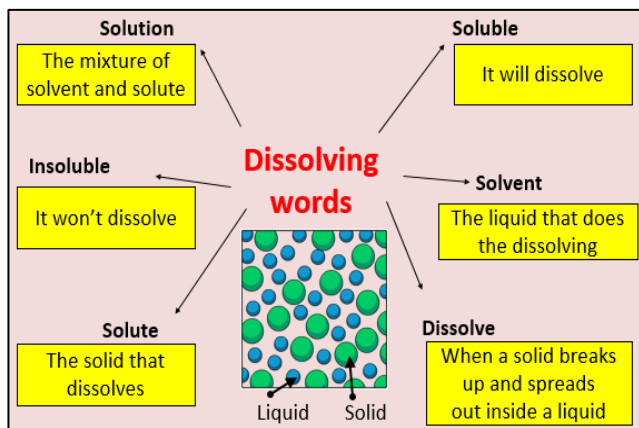 Solution
The mixture of
solvent and solute
Soluble
It will dissolve
Dissolving
words
Insoluble
It won't dissolve
Solvent
The liquid that does
the dissolving
Solute
The solid that
dissolves
Dissolve
When a solid breaks
up and spreads
out inside a liquid
Liquid
Solid